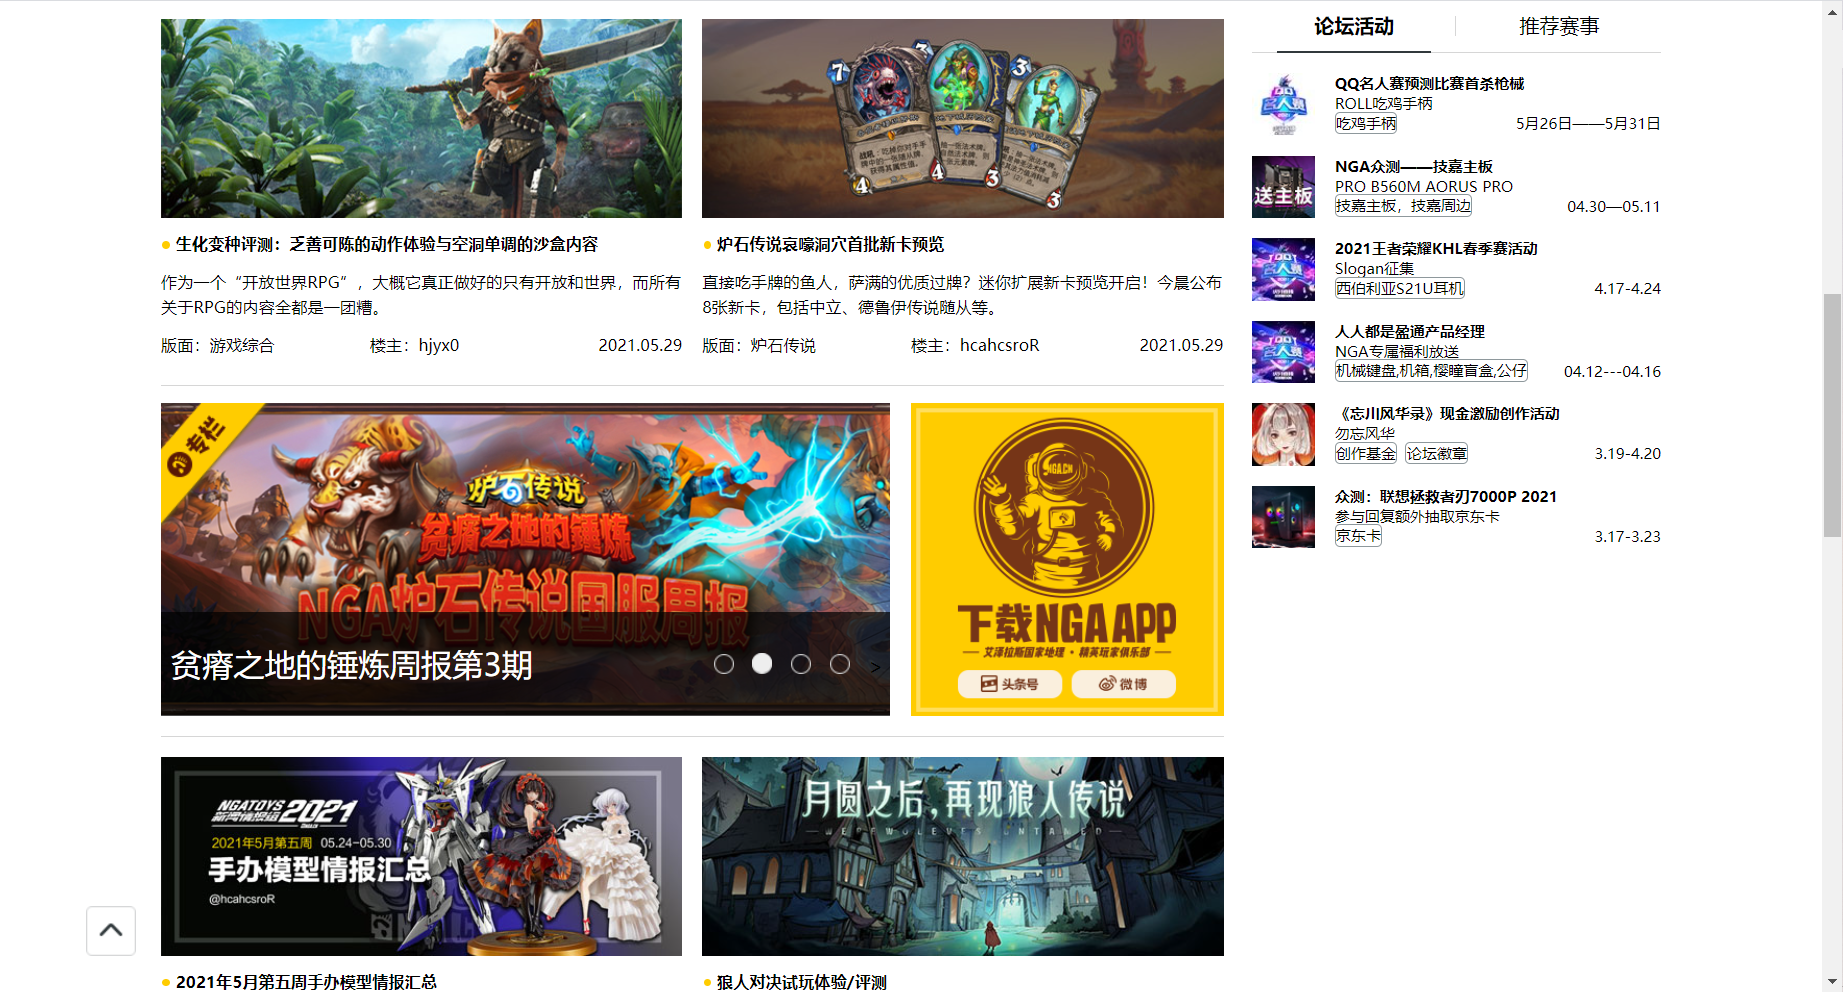 论坛活动
推荐赛事
QQ名人赛预测比赛首杀枪械
ROLL吃鸡手柄
吃鸡手柄
5月26日——5月31日
NGA众测——技嘉主板
PRO B560M AORUS PRO
技嘉主板，技嘉周边
04.30—05.11
2021王者荣耀KHL春季赛活动
Slogan征集
西伯利亚S21U耳机
4.17-4.24
人人都是盈通产品经理
NGA专属福利放送
机械键盘,机箱,樱瞳盲盒,公仔
04.12---04.16
《忘川风华录》现金激励创作活动
勿忘风华
创作基金 论坛徽章
3.19-4.20
众测：联想拯救者刃7000P 2021
参与回复额外抽取京东卡
京东卡
3.17-3.23
送主板
生化变种评测：乏善可陈的动作体验与空洞单调的沙盒内容
作为一个“开放世界RPG”，大概它真正做好的只有开放和世界，而所有
关于RPG的内容全都是一团糟。
版面：游戏综合 楼主：hjyx0 2021.05.29
炉石传说哀嚎洞穴首批新卡预览
直接吃手牌的鱼人，萨满的优质过牌？迷你扩展新卡预览开启！今晨公布
8张新卡，包括中立、德鲁伊传说随从等。
版面：炉石传说 楼主：hcahcsroR 2021.05.29
专栏
炉石传说
贫瘠之地的锤炼
NGA炉石传说国服周报
贫瘠之地的锤炼周报第3期
>
NGA.CN
下载NGA APP
艾泽拉斯国家地理 · 精英玩家俱乐部
头条号
微博
NGATOYS 2021
新闻情报组
2021年5月第五周 05.24—05.30
手办模型情报汇总
@hcahcsroR
月圆之后，再现狼人传说
2021年5月第五周手办模型情报汇总
狼人对决试玩体验/评测